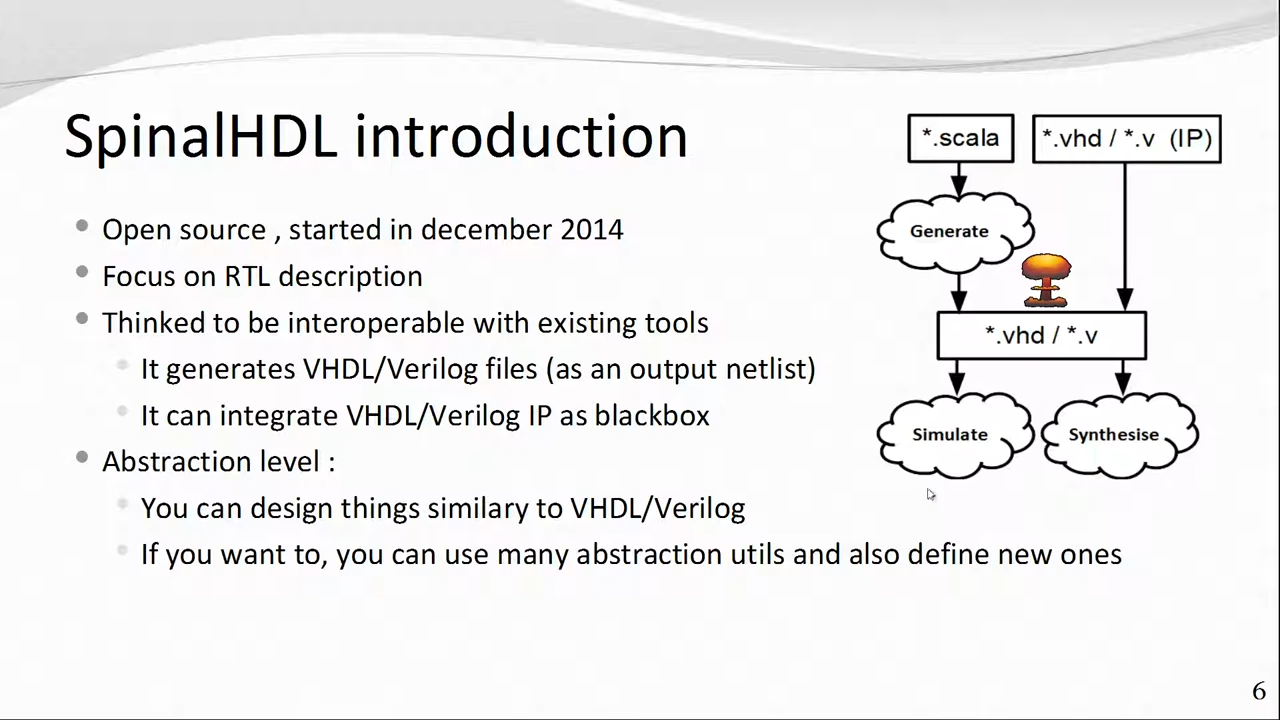 SpinalHDL introduction
Open source , started in december 2014
Focus on RTL description
Thinked to be interoperable with existing tools
It generates VHDL/Verilog files (as an output netlist)
It can integrate VHDL/Verilog IP as blackbox
Abstraction level :
You can design things similary to VHDL/Verilog
If you want to, you can use many abstraction utils and also define new ones
*.scala
*.vhd / *.v (IP)
Generate
*.vhd / *.v
Simulate
Synthesise
6